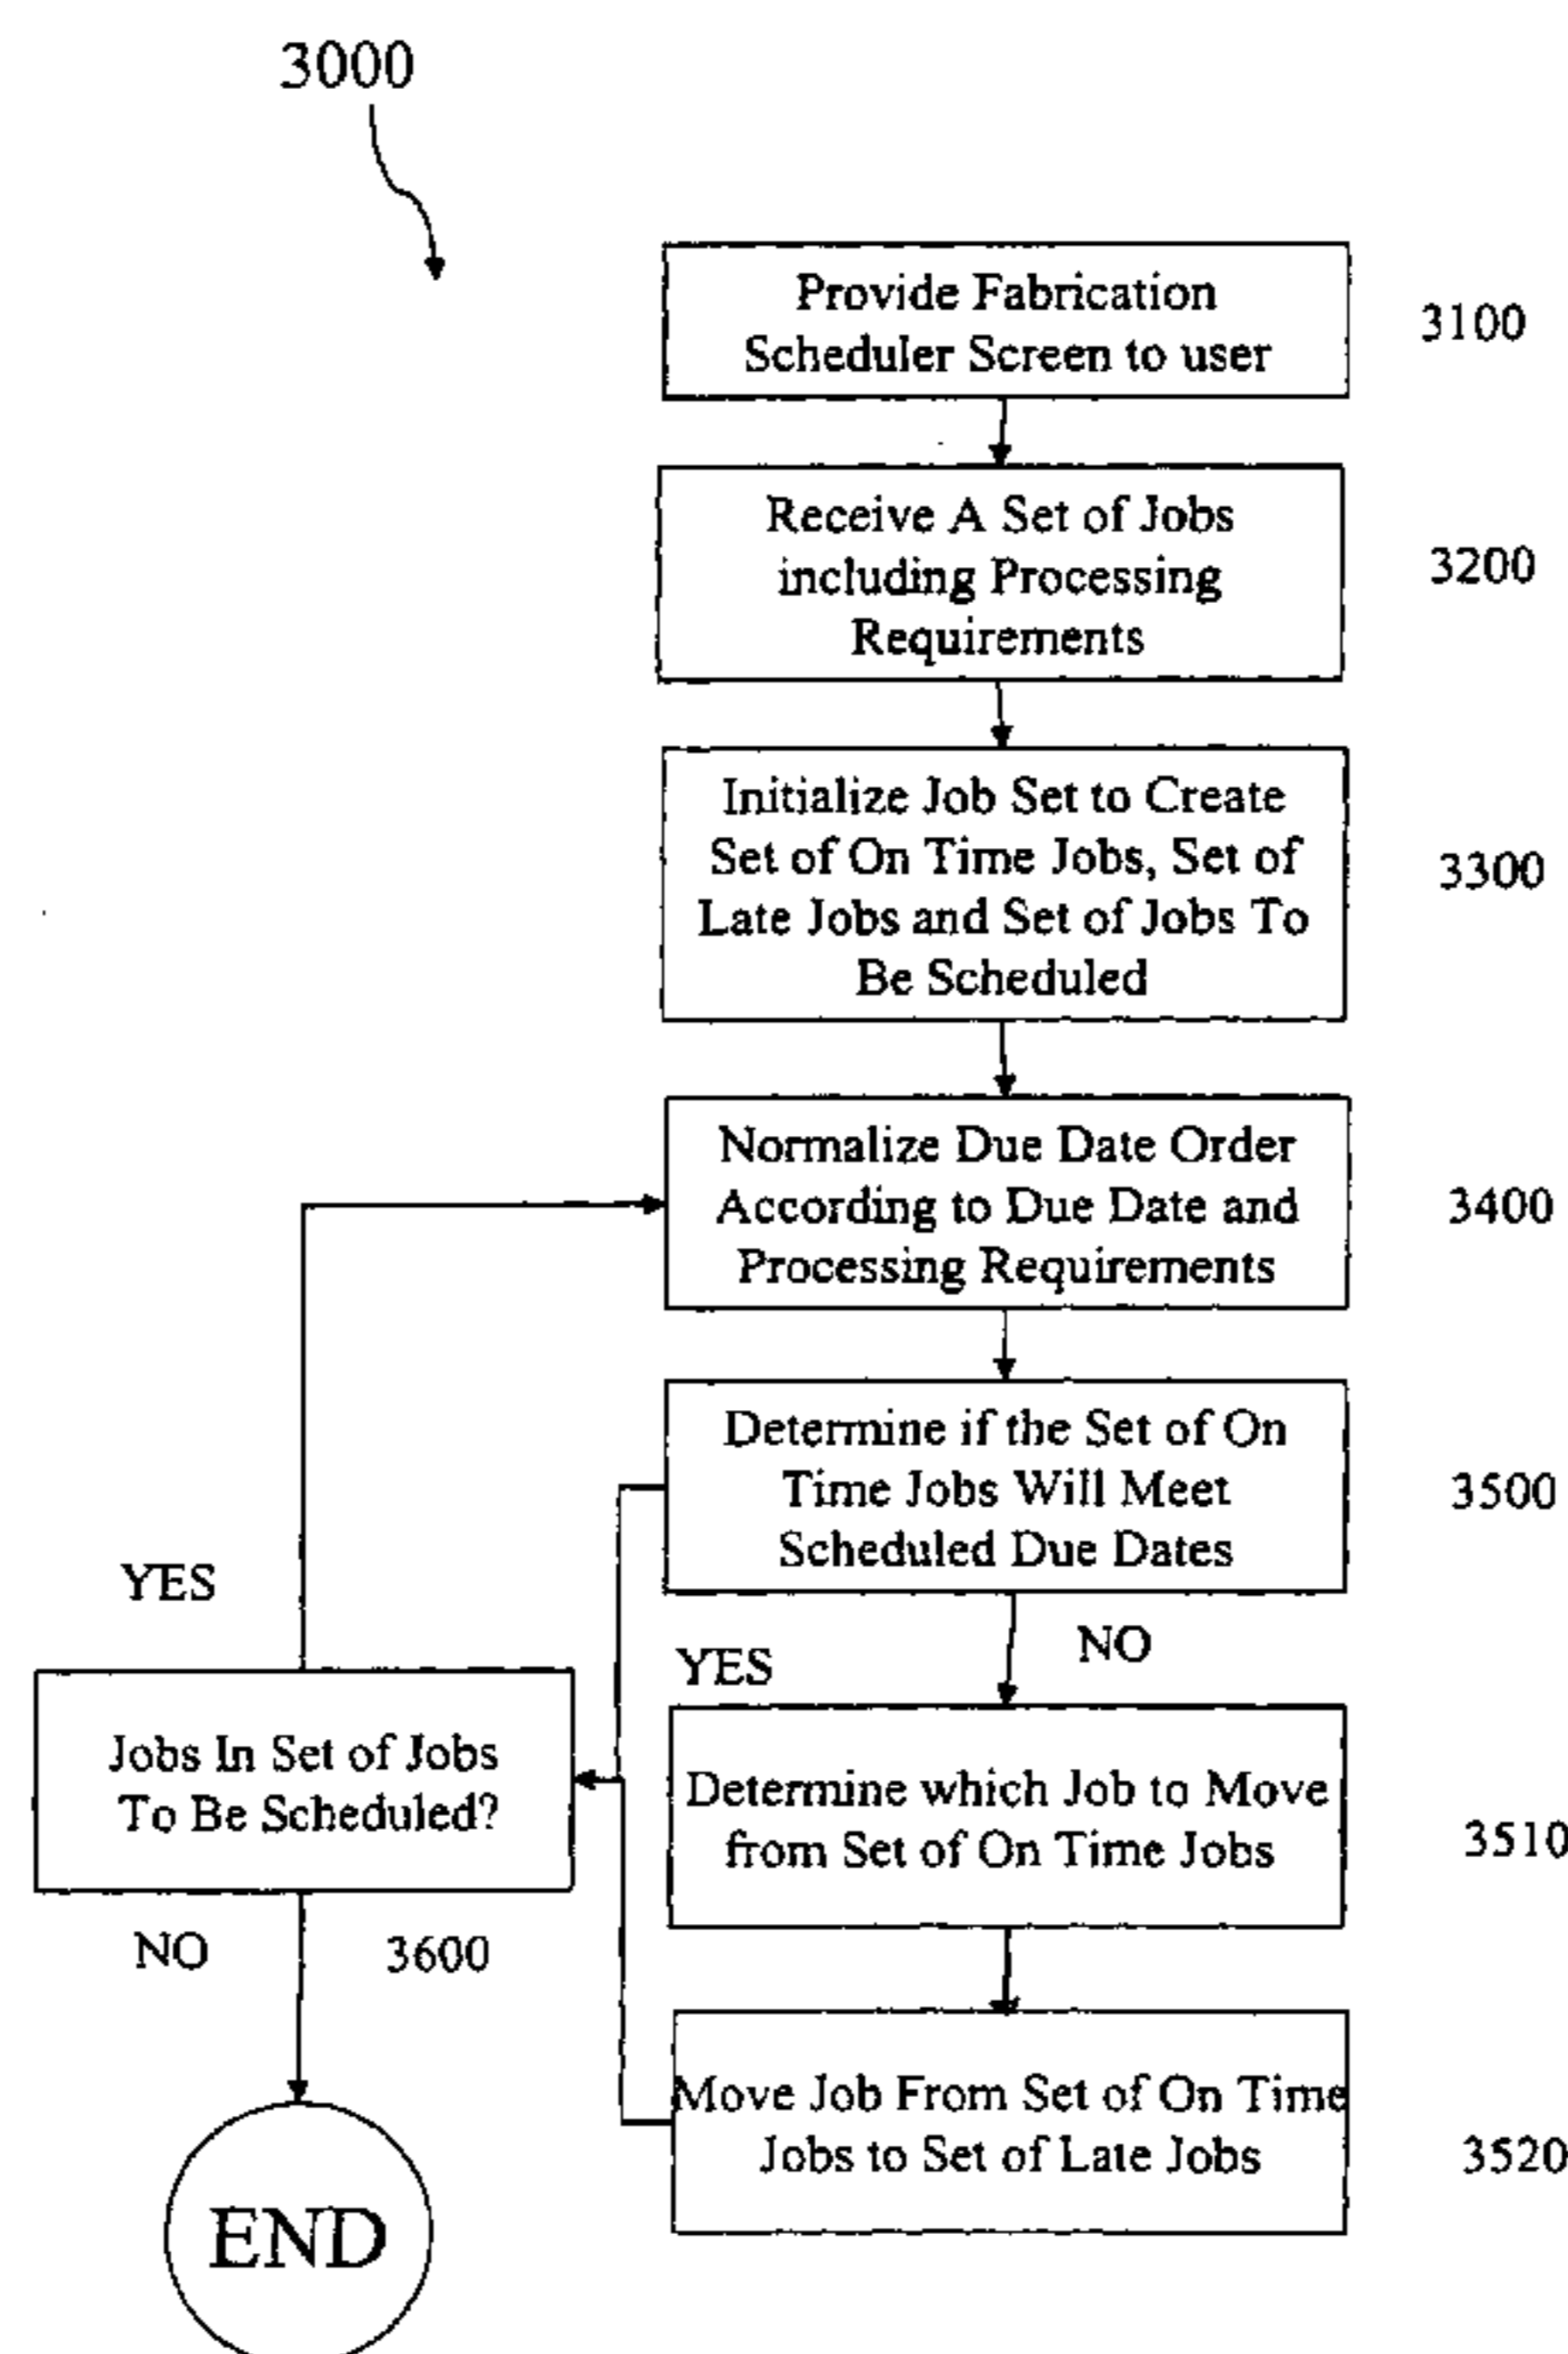 3000
Provide Fabrication
Scheduler Screen to user
3100
Receive A Set of Jobs
including Processing
Requirements
3200
Initialize Job Set to Create
Set of On Time Jobs, Set of
Late Jobs and Set of Jobs To
Be Scheduled
3300
Normalize Due Date Order
According to Due Date and
Processing Requirements
3400
Determine if the Set of On
Time Jobs Will Meet
Scheduled Due Dates
3500
YES
NO
YES
Jobs In Set of Jobs
To Be Scheduled?
Determine which Job to Move
from Set of On Time Jobs
3510
NO
3600
Move Job From Set of On Time
Jobs to Set of Late Jobs
3520
END